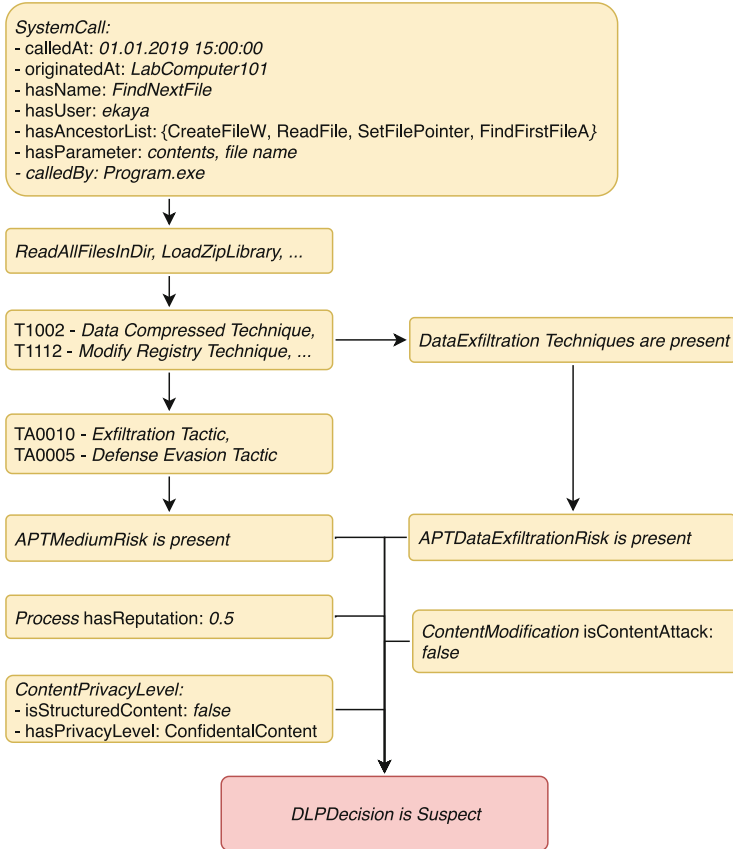 SystemCall:
- calledAt: 01.01.2019 15:00:00
- originatedAt: LabComputer101
- hasName: FindNextFile
- hasUser: ekaya
- hasAncestorList: {CreateFileW, ReadFile, SetFilePointer, FindFirstFileA}
- hasParameter: contents, file name
- calledBy: Program.exe
ReadAllFilesInDir, LoadZipLibrary, ...
T1002 - Data Compressed Technique,
T1112 - Modify Registry Technique, ...
DataExfiltration Techniques are present
TA0010 - Exfiltration Tactic,
TA0005 - Defense Evasion Tactic
APTMediumRisk is present
APTDataExfiltrationRisk is present
Process hasReputation: 0.5
ContentModification isContentAttack:
false
ContentPrivacyLevel:
- isStructuredContent: false
- hasPrivacyLevel: ConfidentalContent
DLPDecision is Suspect